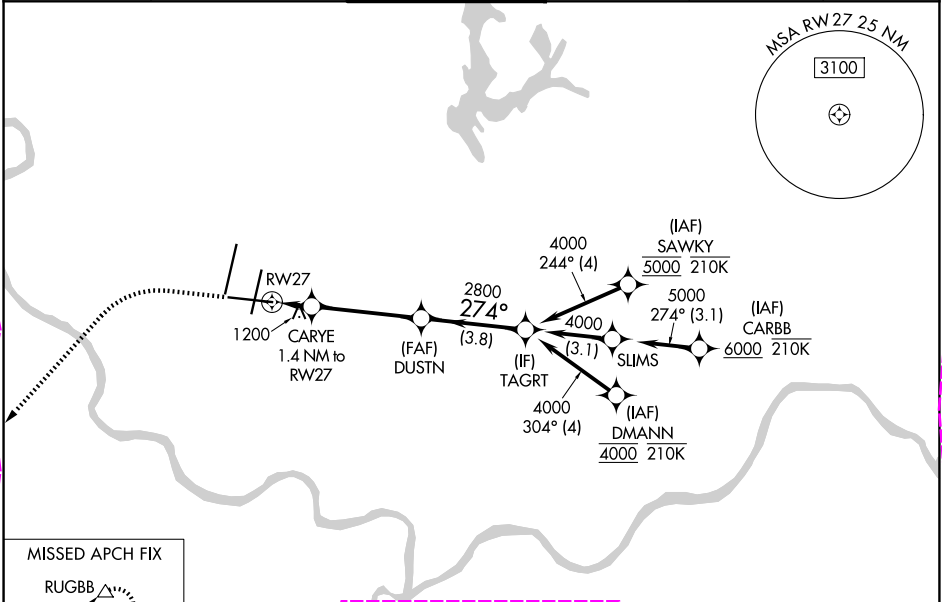 MSA RW27 25 NM
3100
(IAF)
SAWKY
5000 210K
4000
244° (4)
5000
274° (3.1)
(IAF)
CARBB
6000 210K
RW27
2800
274°
(3.8)
4000
(3.1)
SLIMS
1200
CARYE
1.4 NM to
RW27
(FAF)
DUSTN
(IF)
TAGRT
4000
304° (4)
(IAF)
DMANN
4000 210K
MISSED APCH FIX
RUGBB